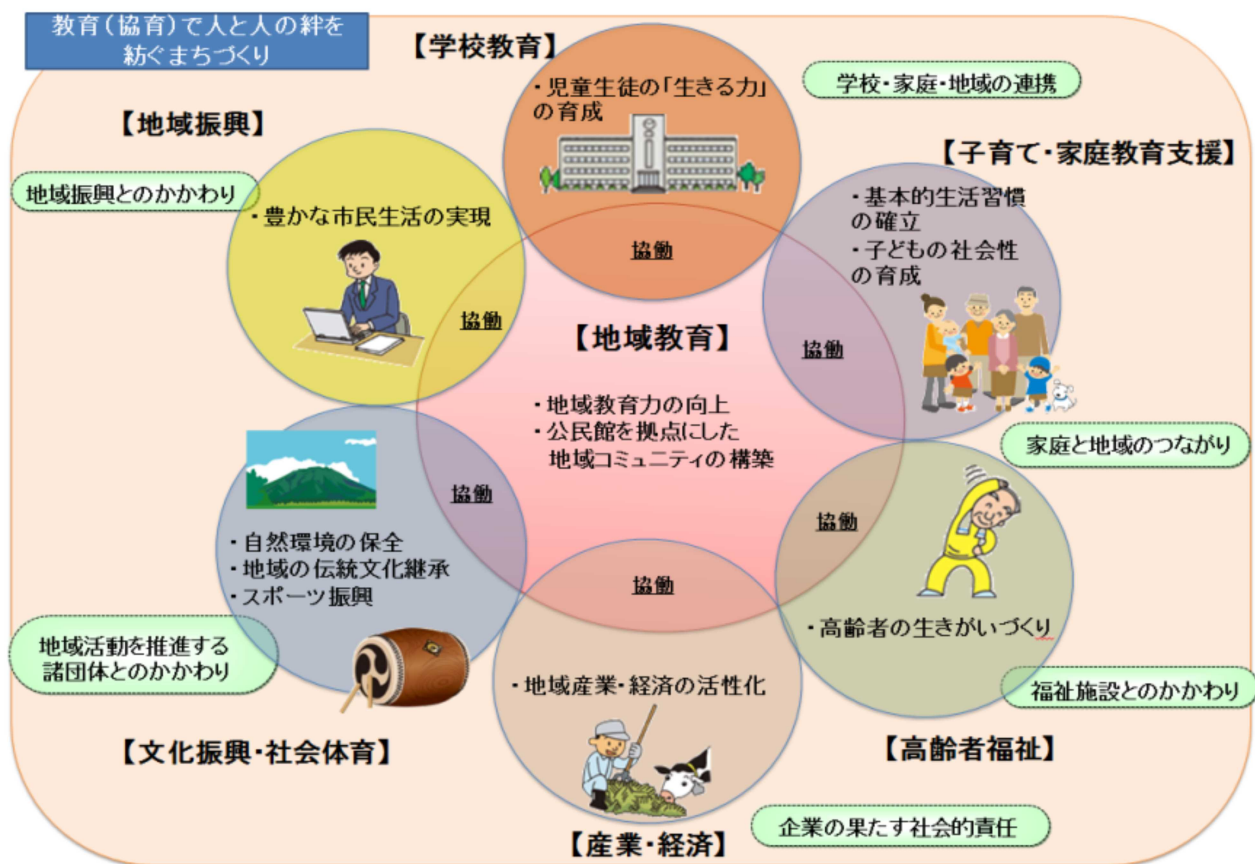 教育(協育)で人と人の絆を
紡ぐまちづくり
【学校教育】
・児童生徒の「生きる力」
の育成
学校・家庭・地域の連携
【地域振興】
地域振興とのかかわり
・豊かな市民生活の実現
【子育て・家庭教育支援】
・基本的生活習慣
の確立
・子どもの社会性
の育成
協働
協働
協働
【地域教育】
・地域教育力の向上
・公民館を拠点にした
地域コミュニティの構築
家庭と地域のつながり
協働
協働
協働
・自然環境の保全
・地域の伝統文化継承
・スポーツ振興
・高齢者の生きがいづくり
地域活動を推進する
諸団体とのかかわり
・地域産業・経済の活性化
福祉施設とのかかわり
【文化振興・社会体育】
【高齢者福祉】
企業の果たす社会的責任
【産業・経済】